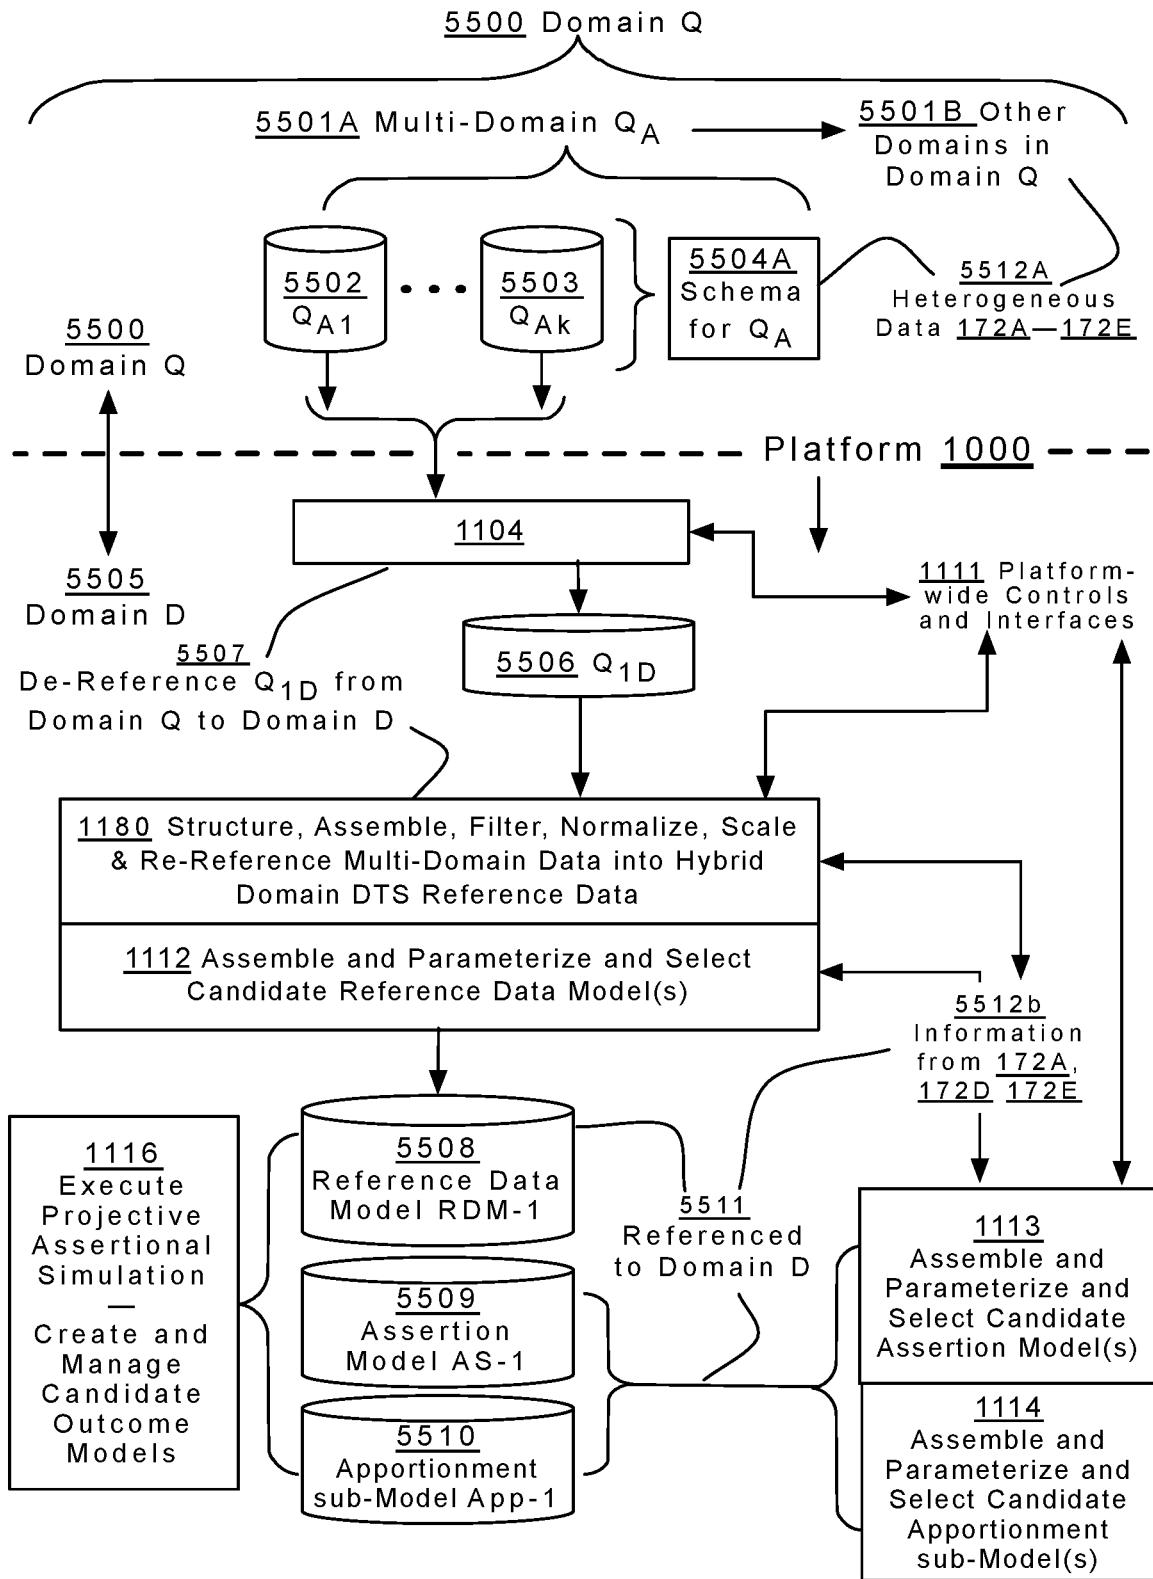 5500 Domain Q
5501A Multi-Domain QA
5501B Other
Domains in
Domain Q
5502
QA1
5503
QAk
5504A
Schema
for QA
5512A
Heterogeneous
Data 172A—172E
5500
Domain Q
Platform 1000
1104
5505
Domain D
1111 Platform-
wide Controls
and Interfaces
5507
De-Reference Q1D from
Domain Q to Domain D
5506 Q1D
1180 Structure, Assemble, Filter, Normalize, Scale
& Re-Reference Multi-Domain Data into Hybrid
Domain DTS Reference Data
1112 Assemble and Parameterize and Select
Candidate Reference Data Model(s)
5512b
Information
from 172A,
172D 172E
1116
Execute
Projective
Assertional
Simulation
—
Create and
Manage
Candidate
Outcome
Models
5508
Reference Data
Model RDM-1
5509
Assertion
Model AS-1
5510
Apportionment
sub-Model App-1
5511
Referenced
to Domain D
1113
Assemble and
Parameterize and
Select Candidate
Assertion Model(s)
1114
Assemble and
Parameterize and
Select Candidate
Apportionment
sub-Model(s)